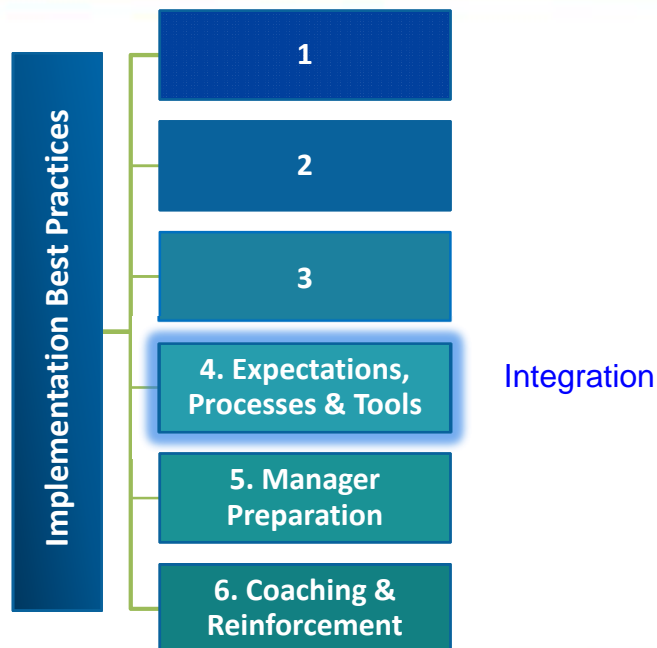 Implementation Best Practices
1
2
3
4. Expectations,
Processes & Tools
Integration
5. Manager
Preparation
6. Coaching &
Reinforcement